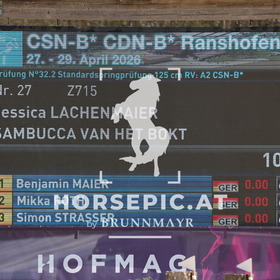 CSN-B* CDN-B* Ranshofen
27. - 29. April 2026
Prüfung N°32.2 Standardspringprüfung 125 cm RV: A2 CSN-B*
Nr. 27 Z715
Jessica LACHENMAIER
SAMBUCCA VAN HET BOKT
10
1 Benjamin MAIER GER 0.00
2 Mikka ROTH GER 0.00
3 Simon STRASSER GER 0.00
HORSEPIC.AT
by BRUNNMAYR
HOFMAG